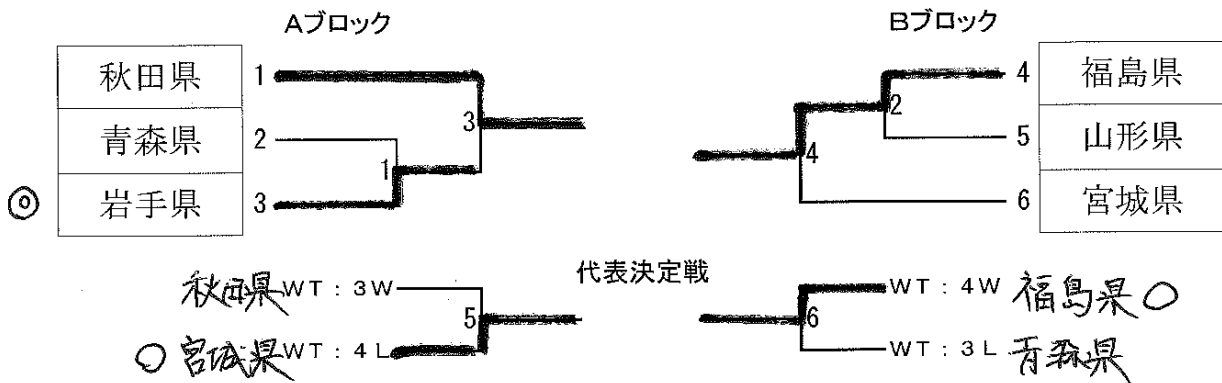 Aブロック Bブロック
秋田県 1 4 福島県
2
青森県 2 3 5 山形県
1 4
◎ 岩手県 3 6 宮城県
代表決定戦
秋田県 WT:3W WT:4W 福島県 ○
5 6
○ 宮城県 WT:4L WT:3L 青森県